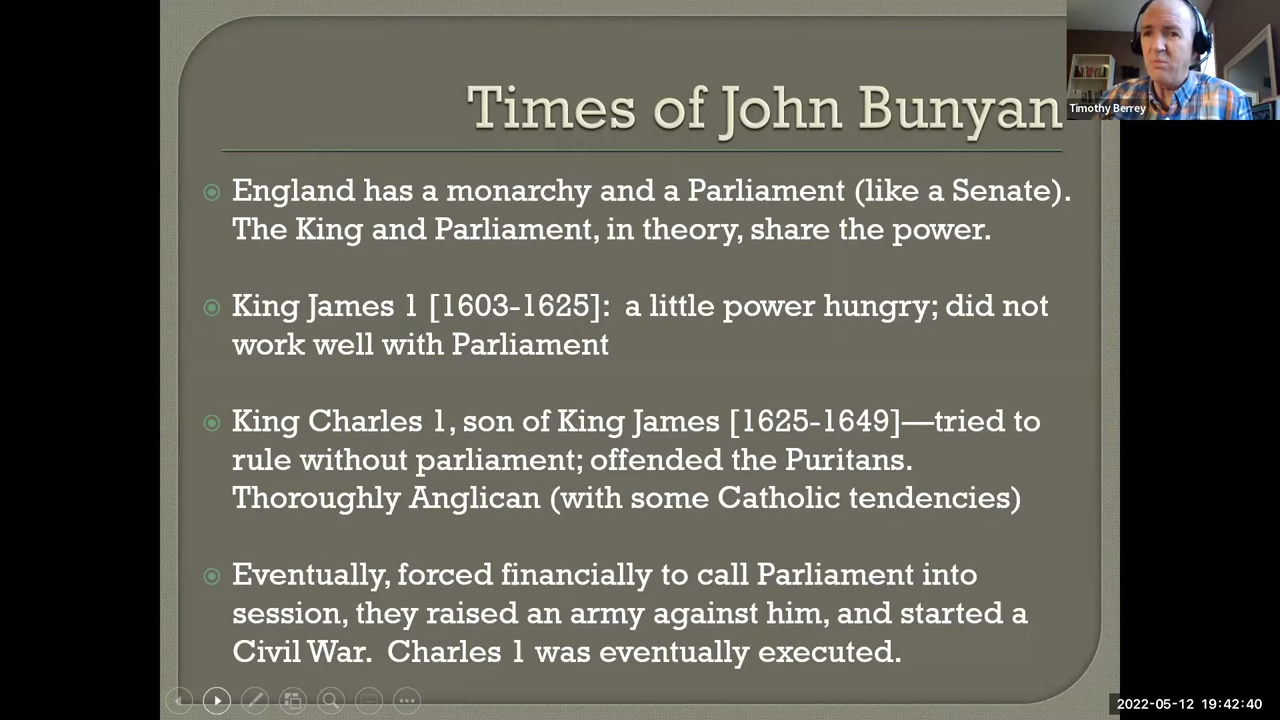 Times of John Bunyan
Timothy Berrey
England has a monarchy and a Parliament (like a Senate).
The King and Parliament, in theory, share the power.
King James 1 [1603-1625]:  a little power hungry; did not
work well with Parliament
King Charles 1, son of King James [1625-1649]—tried to
rule without parliament; offended the Puritans.
Thoroughly Anglican (with some Catholic tendencies)
Eventually, forced financially to call Parliament into
session, they raised an army against him, and started a
Civil War.  Charles 1 was eventually executed.
2022-05-12 19:42:40